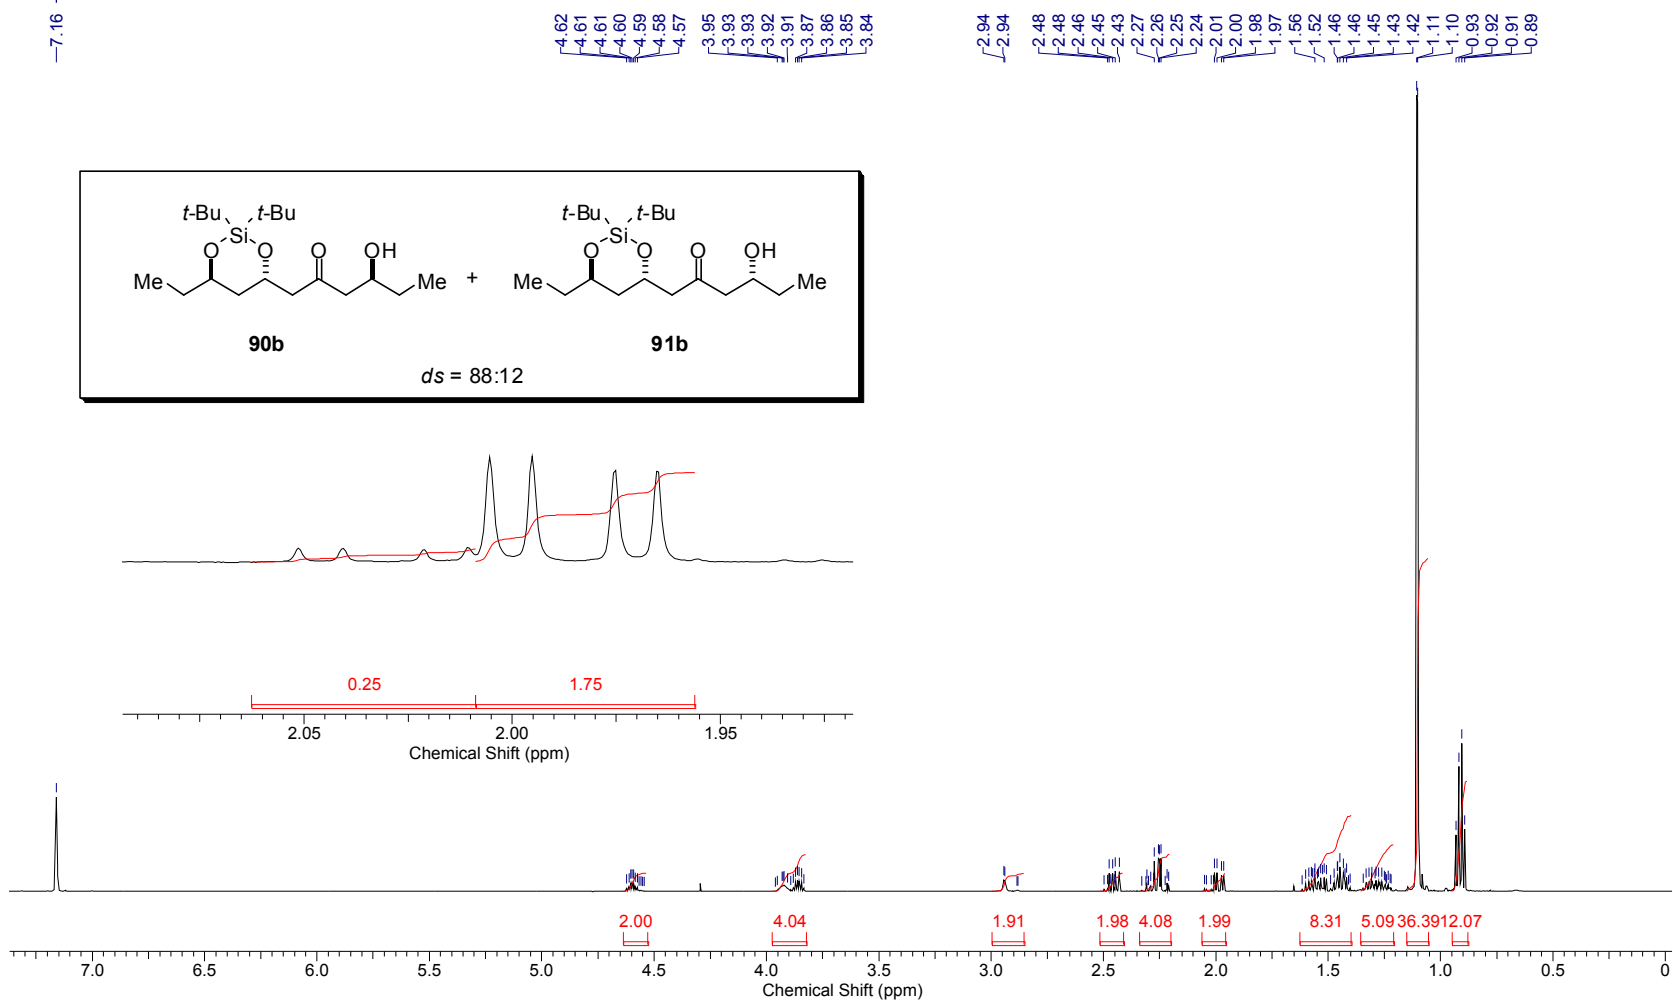 7.16
4.62 4.61 4.61 4.60 4.59 4.58 4.57 3.95 3.93 3.93 3.92 3.91 3.87 3.86 3.85 3.84 2.94 2.94 2.48 2.48 2.46 2.45 2.43 2.27 2.26 2.25 2.24 2.01 2.00 1.98 1.97 1.56 1.52 1.46 1.46 1.45 1.43 1.42 1.11 1.10 0.93 0.92 0.91 0.89
t-Bu t-Bu t-Bu t-Bu
Si Si
O O O OH O O O OH
Me Me + Me Me
90b 91b
ds = 88:12
0.25 1.75
2.05 2.00 1.95
Chemical Shift (ppm)
2.00 4.04 1.91 1.98 4.08 1.99 8.31 5.09 36.39 12.07
7.0 6.5 6.0 5.5 5.0 4.5 4.0 3.5 3.0 2.5 2.0 1.5 1.0 0.5 0
Chemical Shift (ppm)